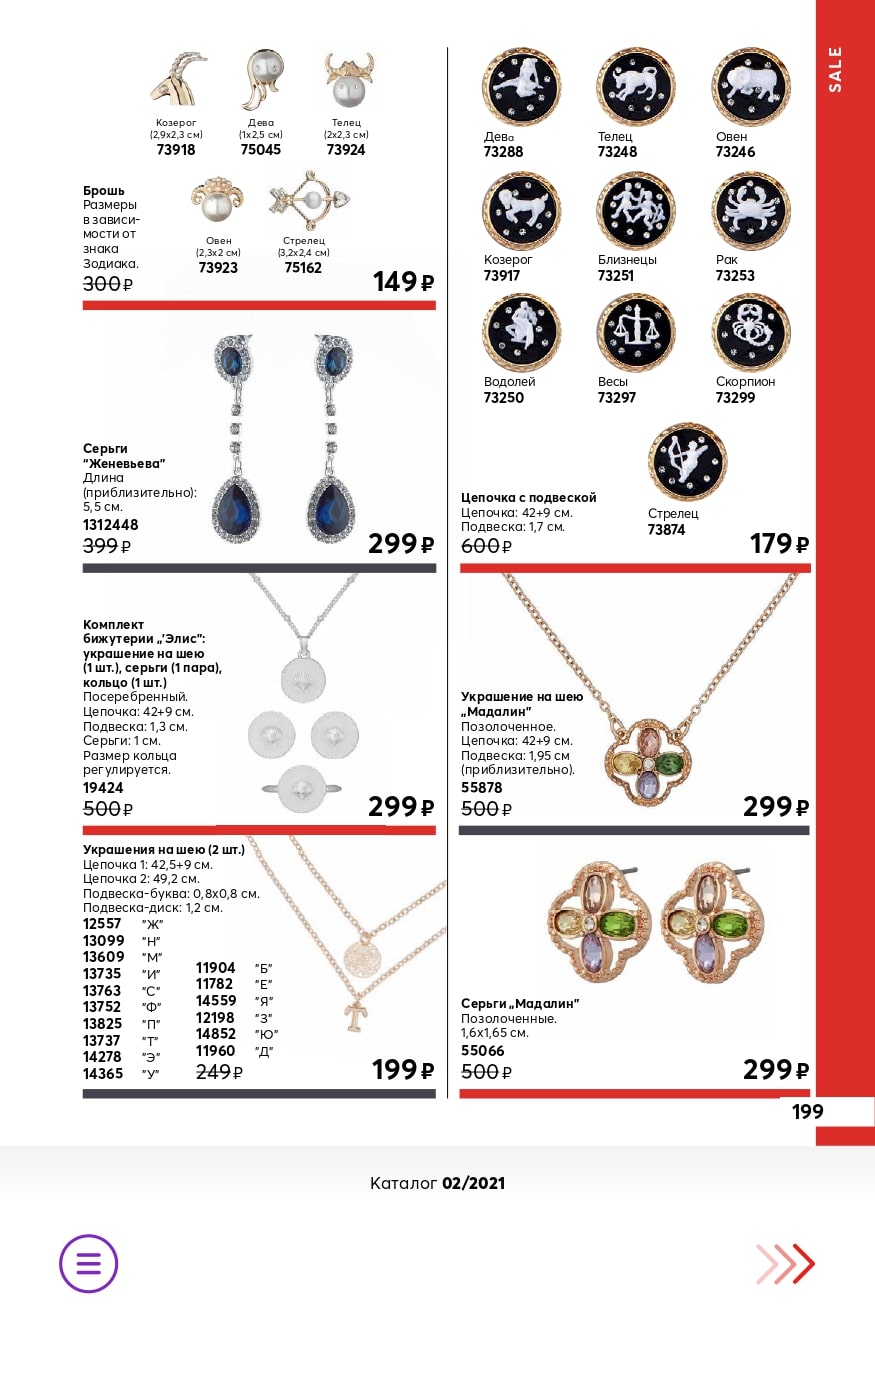 SALE
Козерог
(2,9x2,3 см)
73918
Дева
(1x2,5 см)
75045
Телец
(2x2,3 см)
73924
Брошь
Размеры
в зависи-
мости от
знака
Зодиака.
300 ₽
Овен
(2,3x2 см)
73923
Стрелец
(3,2x2,4 см)
75162
149 ₽
Серьги
"Женевьева"
Длина
(приблизительно):
5,5 см.
1312448
399 ₽
299 ₽
Комплект
бижутерии „'Элис":
украшение на шею
(1 шт.), серьги (1 пара),
кольцо (1 шт.)
Посеребренный.
Цепочка: 42+9 см.
Подвеска: 1,3 см.
Серьги: 1 см.
Размер кольца
регулируется.
19424
500 ₽
299 ₽
Украшения на шею (2 шт.)
Цепочка 1: 42,5+9 см.
Цепочка 2: 49,2 см.
Подвеска-буква: 0,8x0,8 см.
Подвеска-диск: 1,2 см.
12557 "Ж"
13099 "Н"
13609 "М"
13735 "И"
13763 "С"
13752 "Ф"
13825 "П"
13737 "Т"
14278 "Э"
14365 "У"
11904 "Б"
11782 "Е"
14559 "Я"
12198 "З"
14852 "Ю"
11960 "Д"
249 ₽
199 ₽
Дева
73288
Телец
73248
Овен
73246
Козерог
73917
Близнецы
73251
Рак
73253
Водолей
73250
Весы
73297
Скорпион
73299
Стрелец
73874
Цепочка с подвеской
Цепочка: 42+9 см.
Подвеска: 1,7 см.
600 ₽
179 ₽
Украшение на шею
„Мадалин"
Позолоченное.
Цепочка: 42+9 см.
Подвеска: 1,95 см
(приблизительно).
55878
500 ₽
299 ₽
Серьги „Мадалин"
Позолоченные.
1,6x1,65 см.
55066
500 ₽
299 ₽
199
Каталог 02/2021